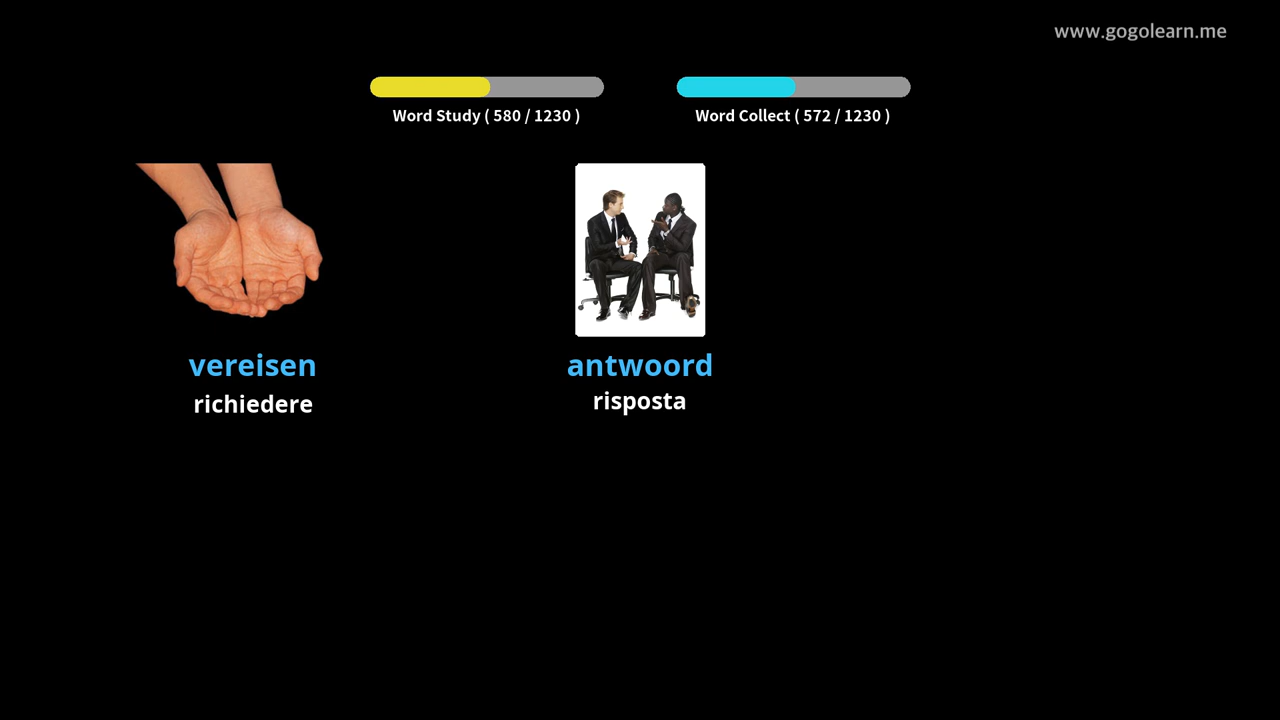 www.gogolearn.me
Word Study ( 580 / 1230 )
Word Collect ( 572 / 1230 )
vereisen
richiedere
antwoord
risposta